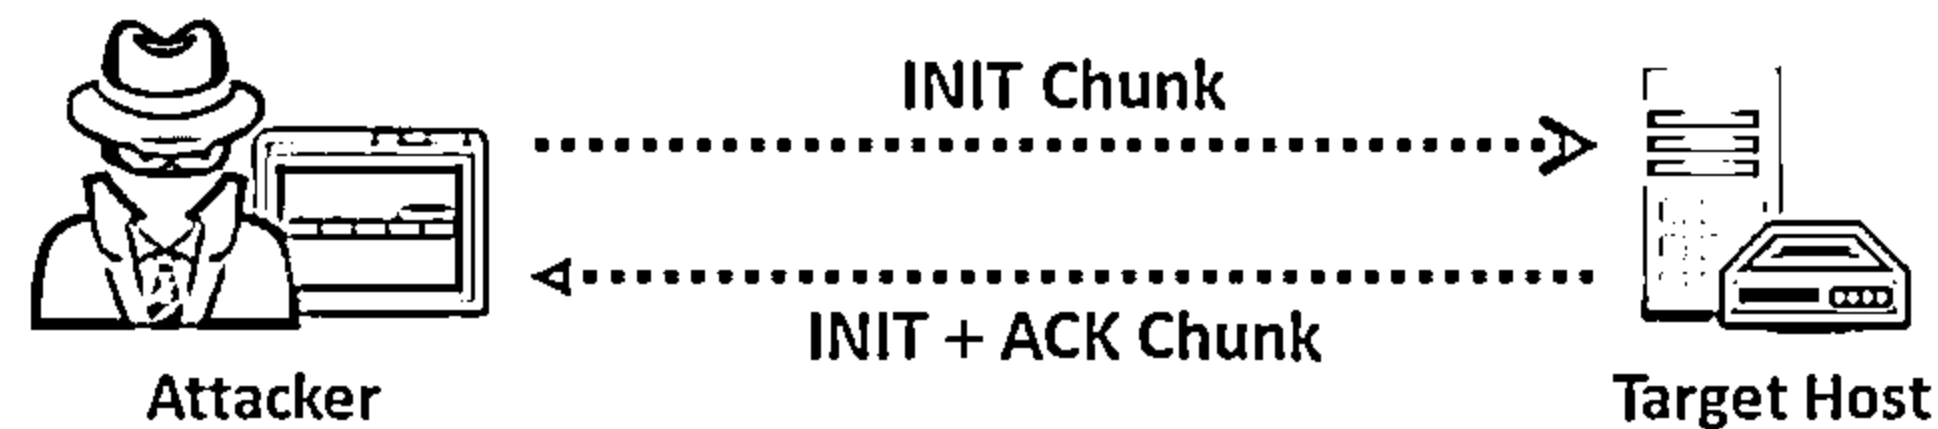 INIT Chunk
INIT + ACK Chunk
Attacker
Target Host